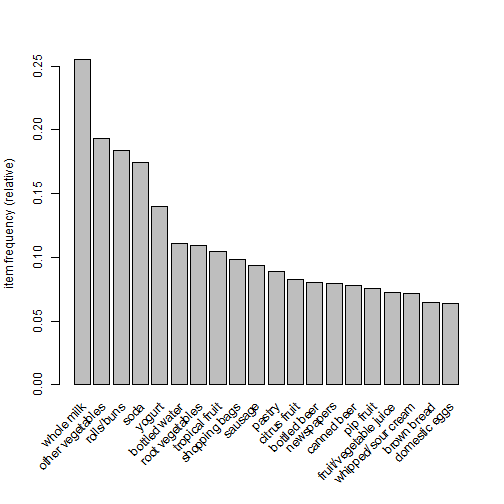 item frequency (relative)
0.25
0.20
0.15
0.10
0.05
0.00
whole milk
other vegetables
rolls/buns
soda
yogurt
bottled water
root vegetables
tropical fruit
shopping bags
sausage
pastry
citrus fruit
bottled beer
newspapers
canned beer
pip fruit
fruit/vegetable juice
whipped/sour cream
brown bread
domestic eggs